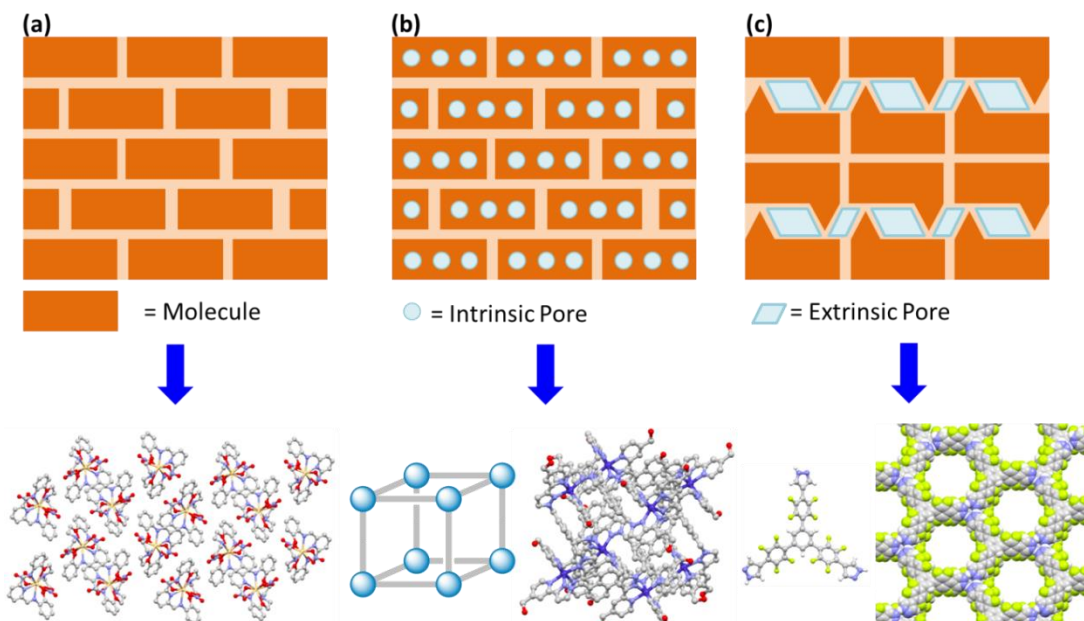 (a)
(b)
(c)
= Molecule
= Intrinsic Pore
= Extrinsic Pore